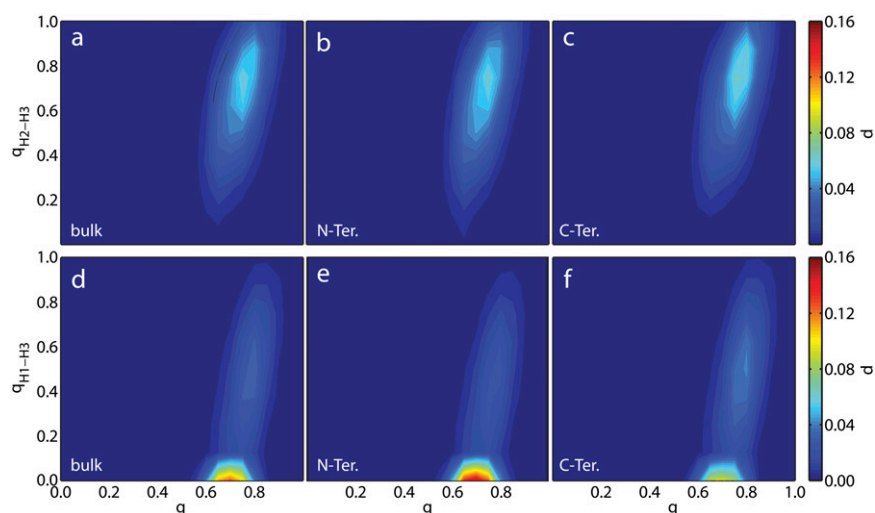 a b c
1.0 0.8 0.6 0.4 0.2
qH2–H3
bulk N-Ter. C-Ter.
0.16 0.12 0.08 0.04
p
d e f
1.0 0.8 0.6 0.4 0.2 0.0
qH1–H3
bulk N-Ter. C-Ter.
0.16 0.12 0.08 0.04 0.00
p
0.0 0.2 0.4 0.6 0.8 0.2 0.4 0.6 0.8 0.2 0.4 0.6 0.8 1.0
q q q